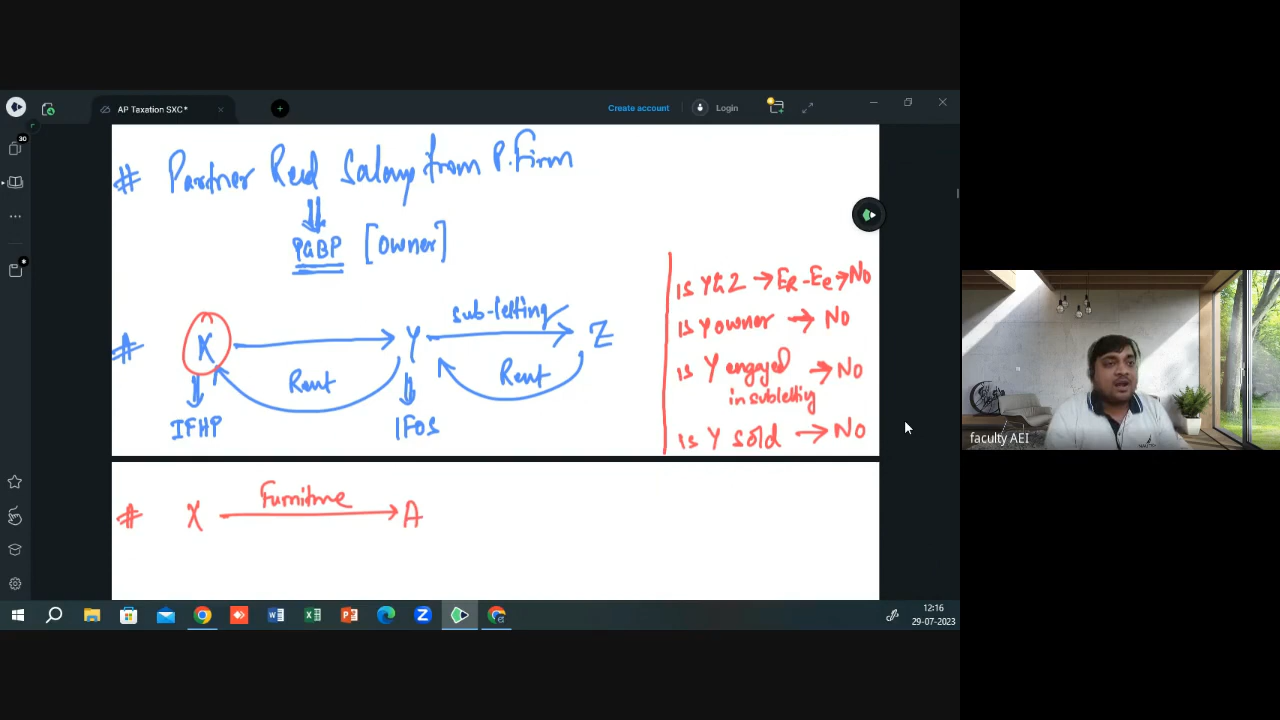 AP Taxation SXC*
Create account
Login
30
# Partner Recd Salary from P. Firm
PGBP [Owner]
# X Y sub-letting Z
Rent Rent
IFHP IFOS
is Y & Z → ER - Ee → No
is Y owner → No
is Y engaged → No
in subletting
is Y sold → No
# X Furniture A
faculty AEI
12:16
29-07-2023